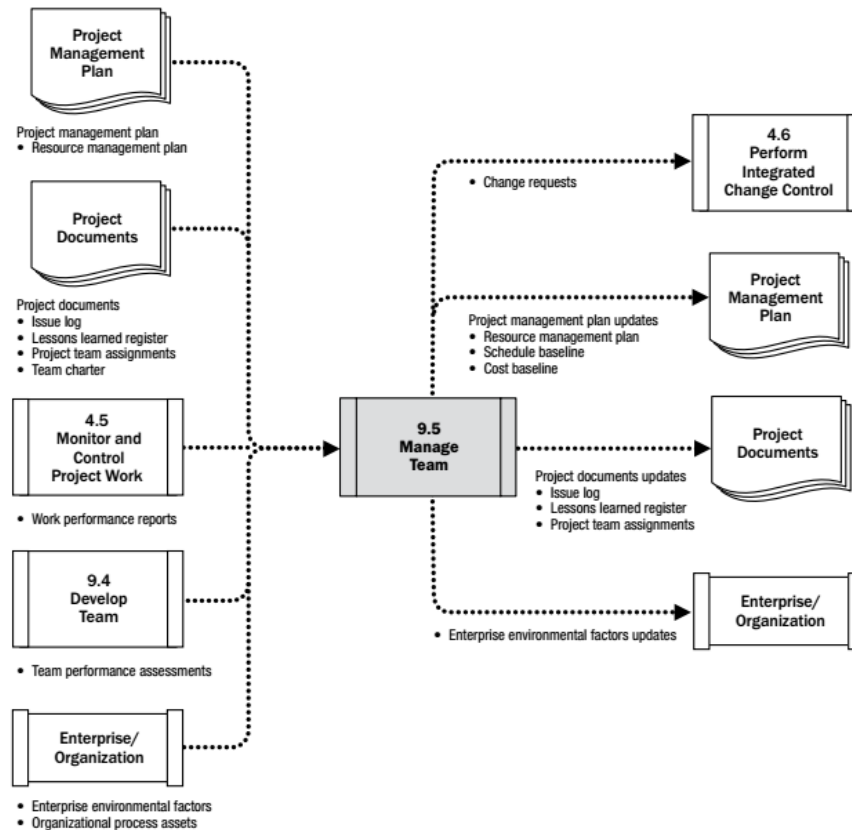 Project
Management
Plan
Project management plan
• Resource management plan
Project
Documents
Project documents
• Issue log
• Lessons learned register
• Project team assignments
• Team charter
4.5
Monitor and
Control
Project Work
• Work performance reports
9.4
Develop
Team
• Team performance assessments
Enterprise/
Organization
• Enterprise environmental factors
• Organizational process assets
9.5
Manage
Team
• Change requests
4.6
Perform
Integrated
Change Control
Project management plan updates
• Resource management plan
• Schedule baseline
• Cost baseline
Project
Management
Plan
Project documents updates
• Issue log
• Lessons learned register
• Project team assignments
Project
Documents
• Enterprise environmental factors updates
Enterprise/
Organization